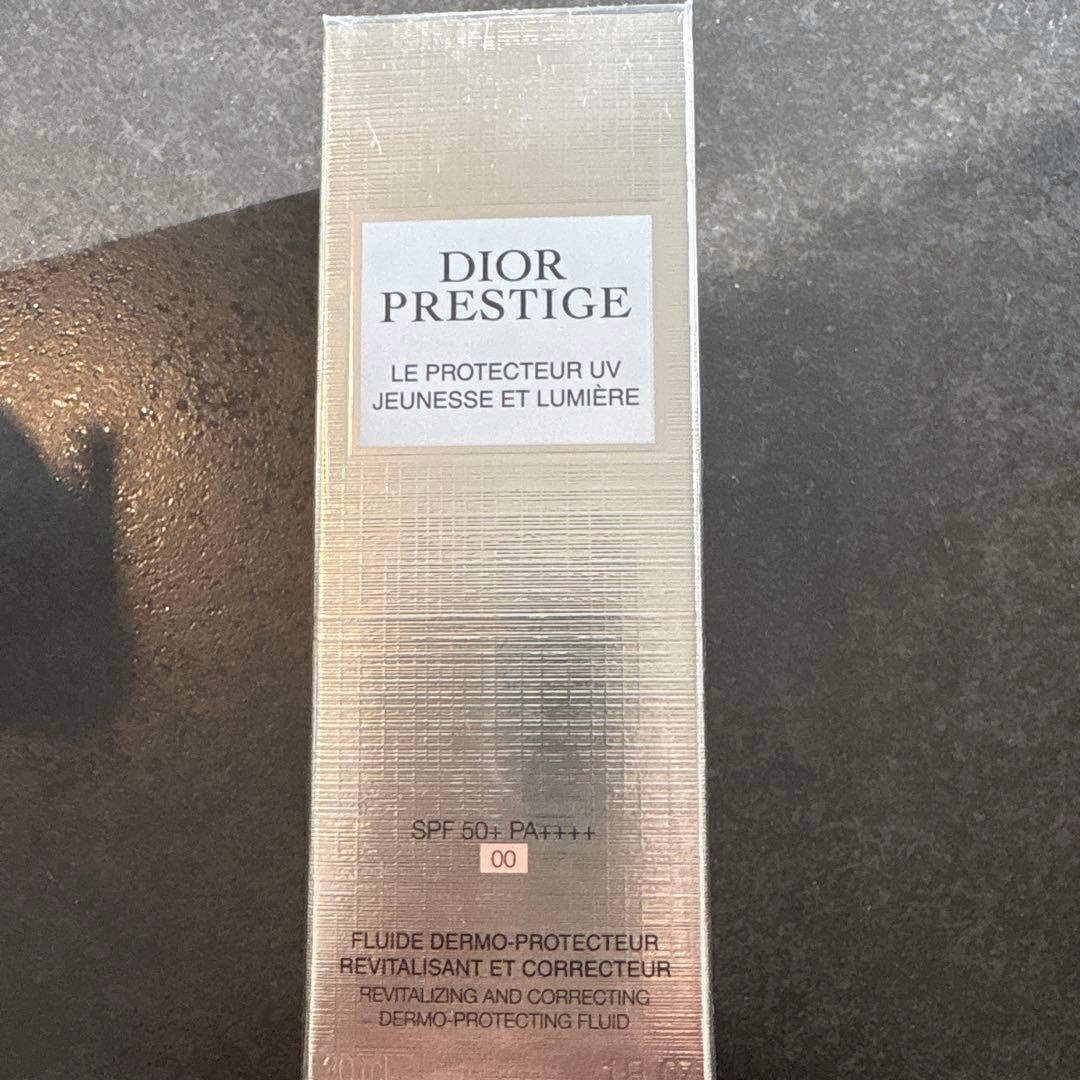 DIOR
PRESTIGE
LE PROTECTEUR UV
JEUNESSE ET LUMIÈRE
SPF 50+ PA++++
00
FLUIDE DERMO-PROTECTEUR
REVITALISANT ET CORRECTEUR
REVITALIZING AND CORRECTING
DERMO-PROTECTING FLUID